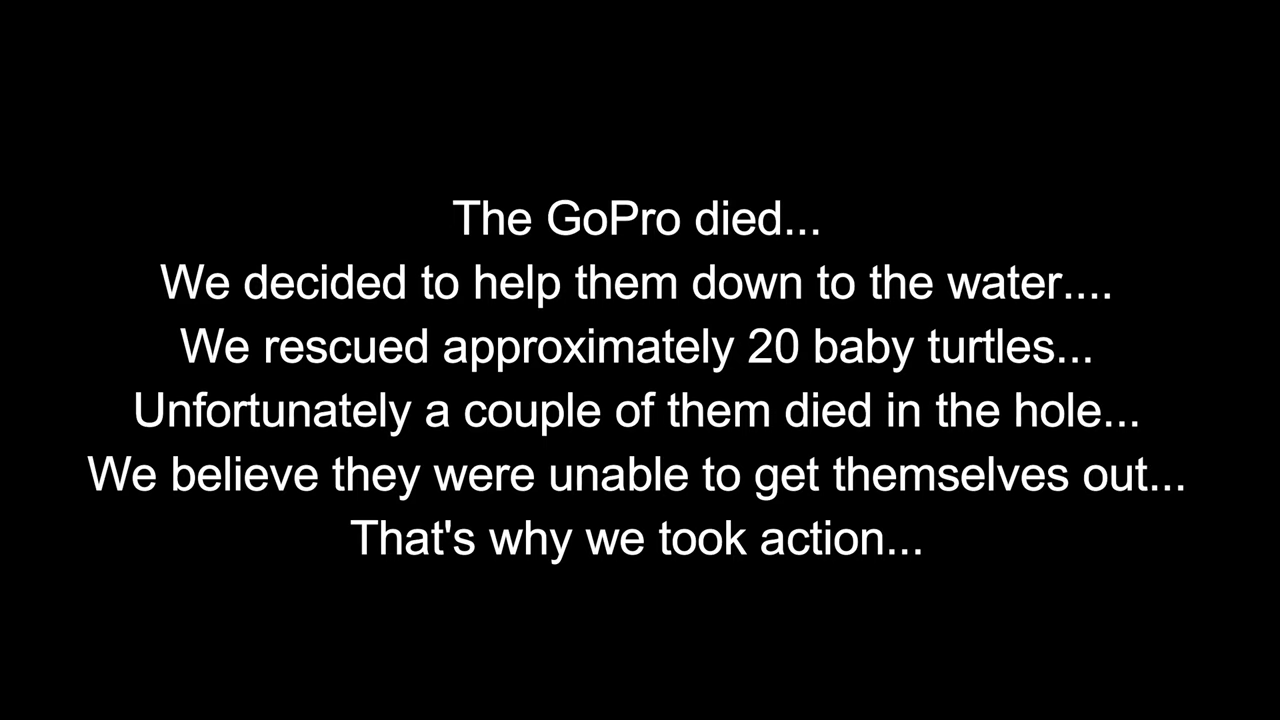 The GoPro died...
We decided to help them down to the water....
We rescued approximately 20 baby turtles...
Unfortunately a couple of them died in the hole...
We believe they were unable to get themselves out...
That's why we took action...